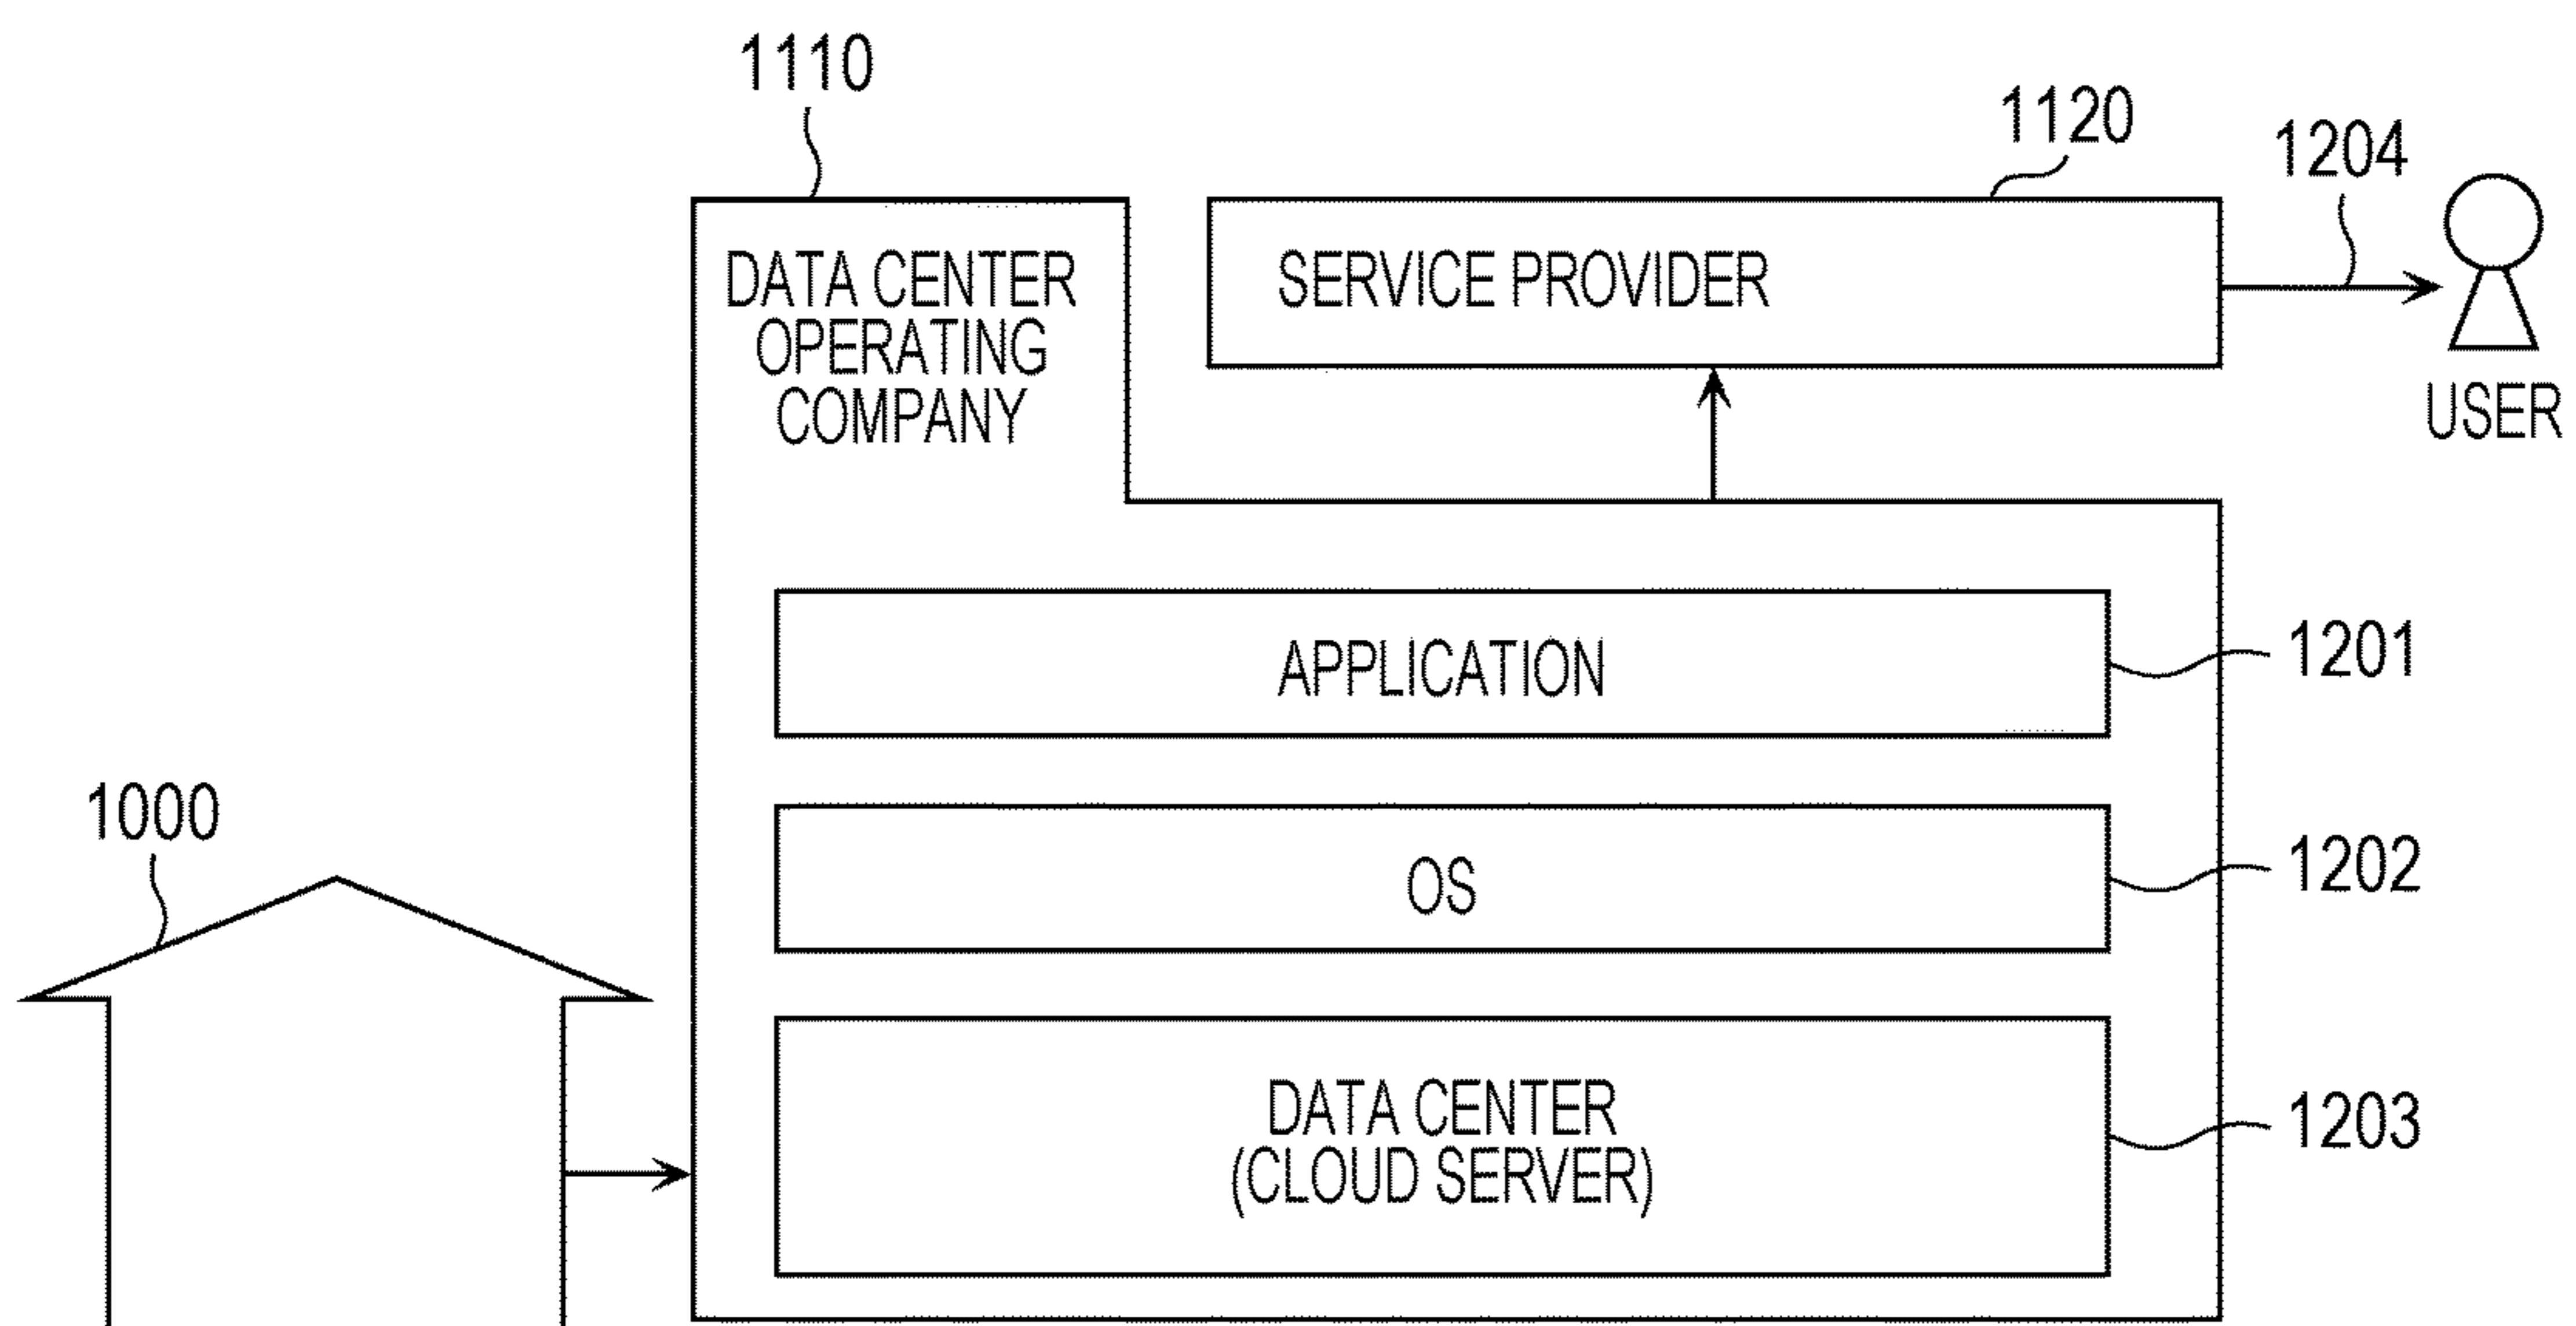 1110
1120
1204
DATA CENTER
OPERATING
COMPANY
SERVICE PROVIDER
USER
APPLICATION
1201
1000
OS
1202
DATA CENTER
(CLOUD SERVER)
1203